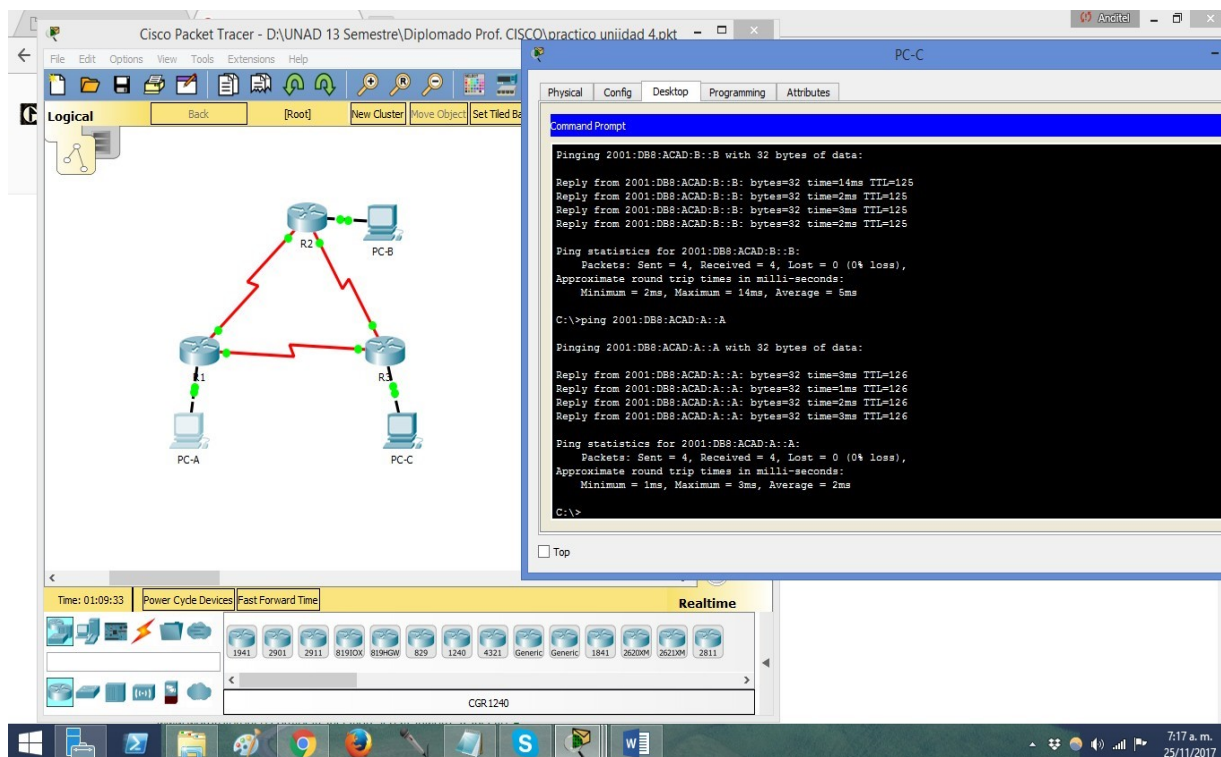 Anditel
Cisco Packet Tracer - D:\UNAD 13 Semestre\Diplomado Prof. CISCO\practico uniidad 4.pkt
File Edit Options View Tools Extensions Help
Logical
Back
[Root]
New Cluster
Move Object
Set Tiled Ba
R2
PC-B
R1
R3
PC-A
PC-C
PC-C
Physical
Config
Desktop
Programming
Attributes
Command Prompt
Pinging 2001:DB8:ACAD:B::B with 32 bytes of data:
Reply from 2001:DB8:ACAD:B::B: bytes=32 time=14ms TTL=125
Reply from 2001:DB8:ACAD:B::B: bytes=32 time=2ms TTL=125
Reply from 2001:DB8:ACAD:B::B: bytes=32 time=3ms TTL=125
Reply from 2001:DB8:ACAD:B::B: bytes=32 time=2ms TTL=125
Ping statistics for 2001:DB8:ACAD:B::B:
Packets: Sent = 4, Received = 4, Lost = 0 (0% loss),
Approximate round trip times in milli-seconds:
Minimum = 2ms, Maximum = 14ms, Average = 5ms
C:\>ping 2001:DB8:ACAD:A::A
Pinging 2001:DB8:ACAD:A::A with 32 bytes of data:
Reply from 2001:DB8:ACAD:A::A: bytes=32 time=3ms TTL=126
Reply from 2001:DB8:ACAD:A::A: bytes=32 time=1ms TTL=126
Reply from 2001:DB8:ACAD:A::A: bytes=32 time=2ms TTL=126
Reply from 2001:DB8:ACAD:A::A: bytes=32 time=3ms TTL=126
Ping statistics for 2001:DB8:ACAD:A::A:
Packets: Sent = 4, Received = 4, Lost = 0 (0% loss),
Approximate round trip times in milli-seconds:
Minimum = 1ms, Maximum = 3ms, Average = 2ms
C:\>
Top
Time: 01:09:33
Power Cycle Devices
Fast Forward Time
Realtime
1941 2901 2911 819IOX 819HGW 829 1240 4321 Generic Generic 1841 2620XM 2621XM 2811
CGR1240
7:17 a. m.
25/11/2017